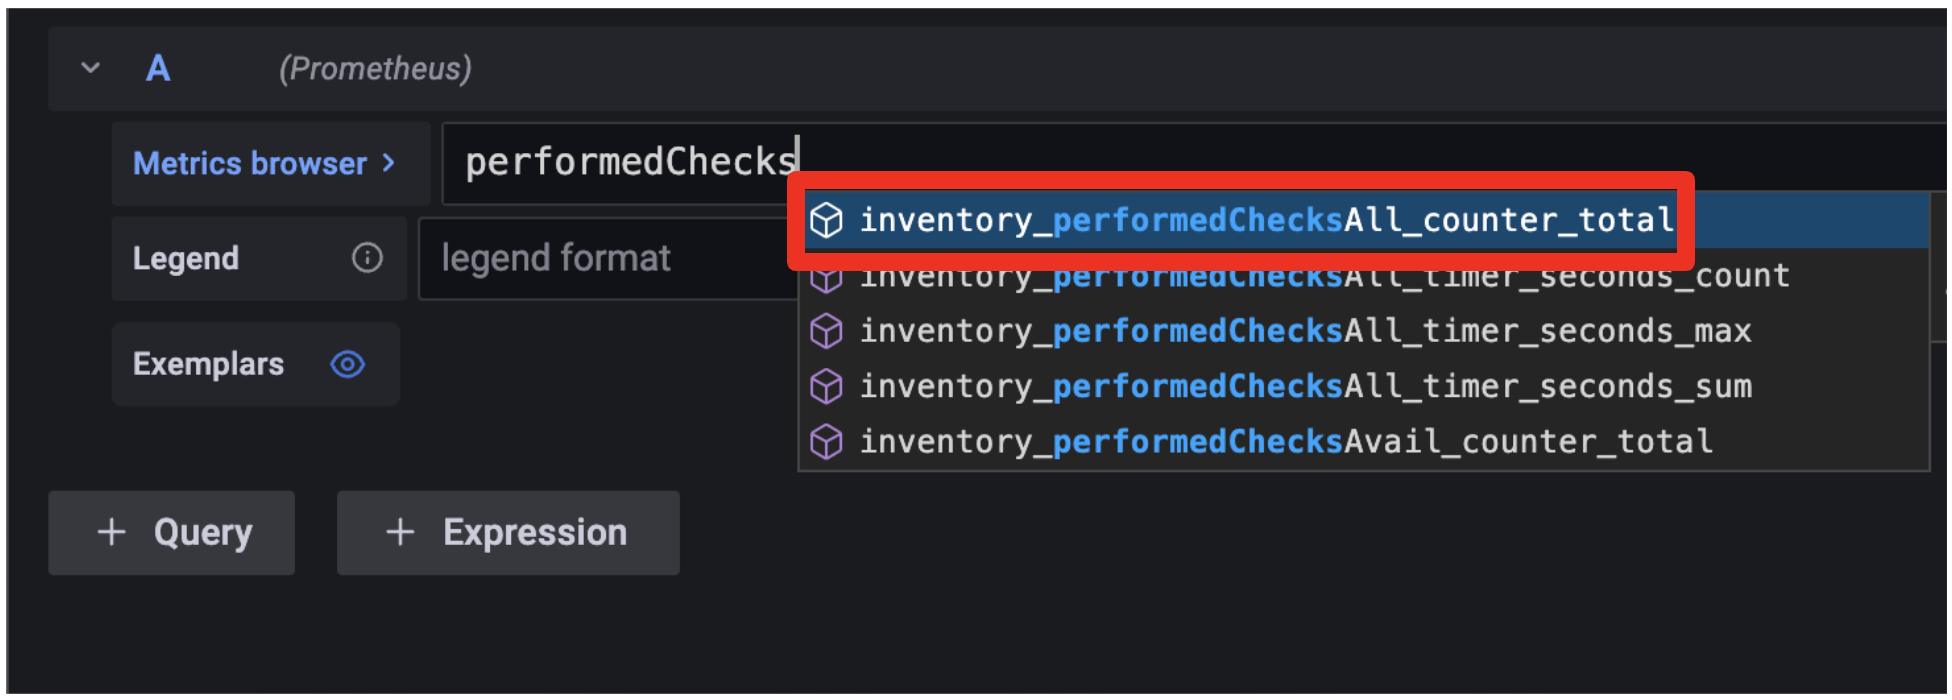 A (Prometheus)
Metrics browser > performedChecks
inventory_performedChecksAll_counter_total
Legend legend format
inventory_performedChecksAll_timer_seconds_count
inventory_performedChecksAll_timer_seconds_max
Exemplars
inventory_performedChecksAll_timer_seconds_sum
inventory_performedChecksAvail_counter_total
+ Query + Expression